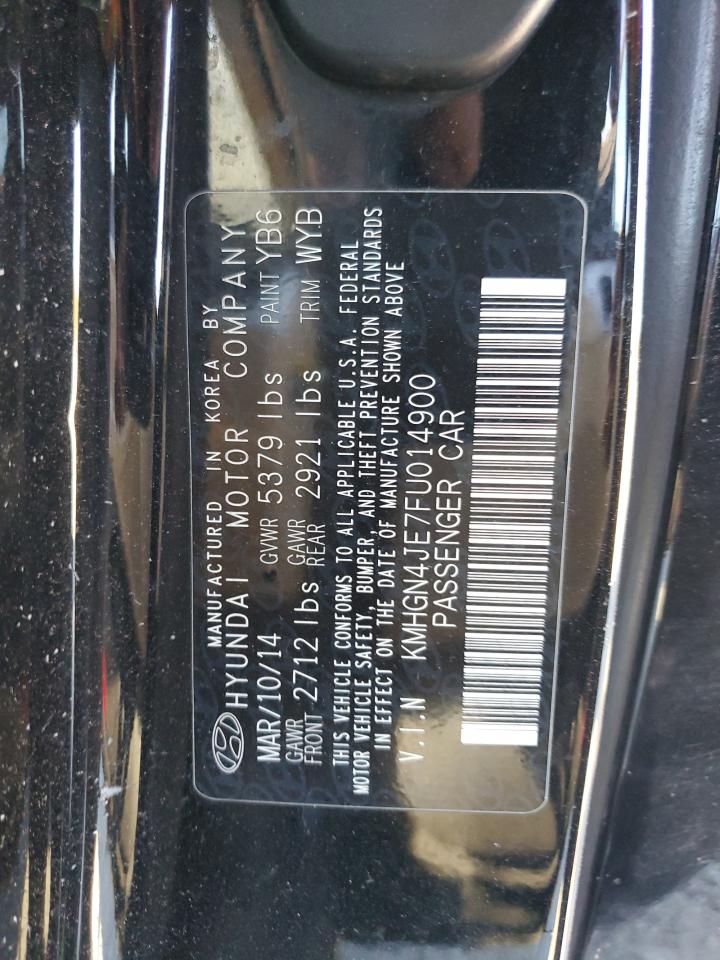 MANUFACTURED IN KOREA BY
HYUNDAI MOTOR COMPANY
MAR/10/14 GVWR 5379 lbs PAINT YB6
GAWR FRONT 2712 lbs GAWR REAR 2921 lbs TRIM WYB
THIS VEHICLE CONFORMS TO ALL APPLICABLE U.S.A. FEDERAL
MOTOR VEHICLE SAFETY, BUMPER, AND THEFT PREVENTION STANDARDS
IN EFFECT ON THE DATE OF MANUFACTURE SHOWN ABOVE
V.I.N KMHGN4JE7FU014900
PASSENGER CAR